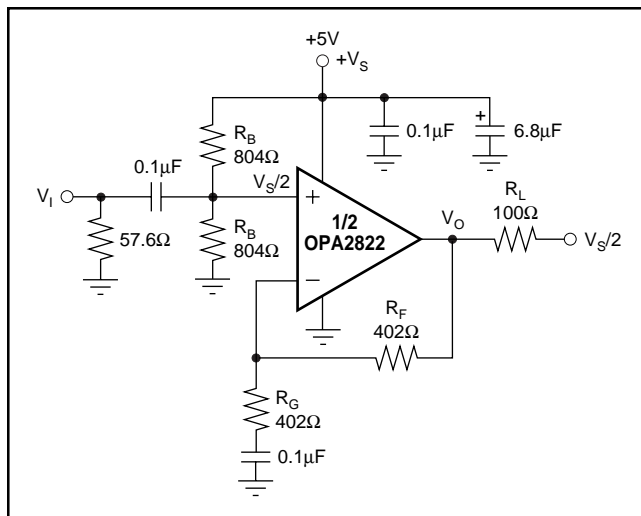 +5V
+V_S
R_B
804Ω
0.1μF
+
6.8μF
0.1μF
V_I
V_S/2
R_B
804Ω
57.6Ω
+
1/2
OPA2822
−
V_O
R_L
100Ω
V_S/2
R_F
402Ω
R_G
402Ω
0.1μF